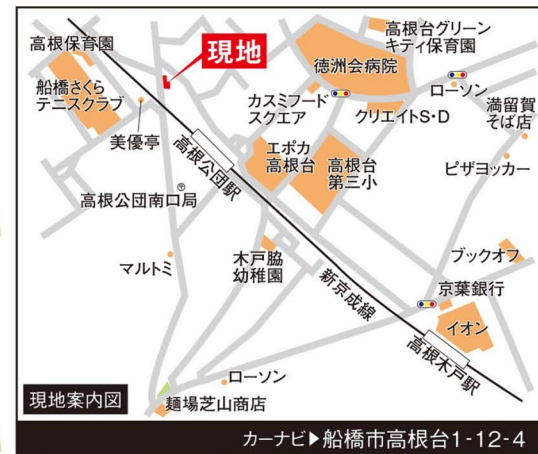 高根保育園
現地
高根台グリーン
キティ保育園
徳洲会病院
船橋さくら
テニスクラブ
カスミフード
スクエア
ローソン
クリエイトS・D
満留賀
そば店
美優亭
高根公団駅
エポカ
高根台
高根台
第三小
ピザヨッカー
高根公団南口局
マルトミ
木戸脇
幼稚園
新京成線
ブックオフ
京葉銀行
イオン
高根木戸駅
ローソン
麺場芝山商店
現地案内図
カーナビ▶船橋市高根台1-12-4